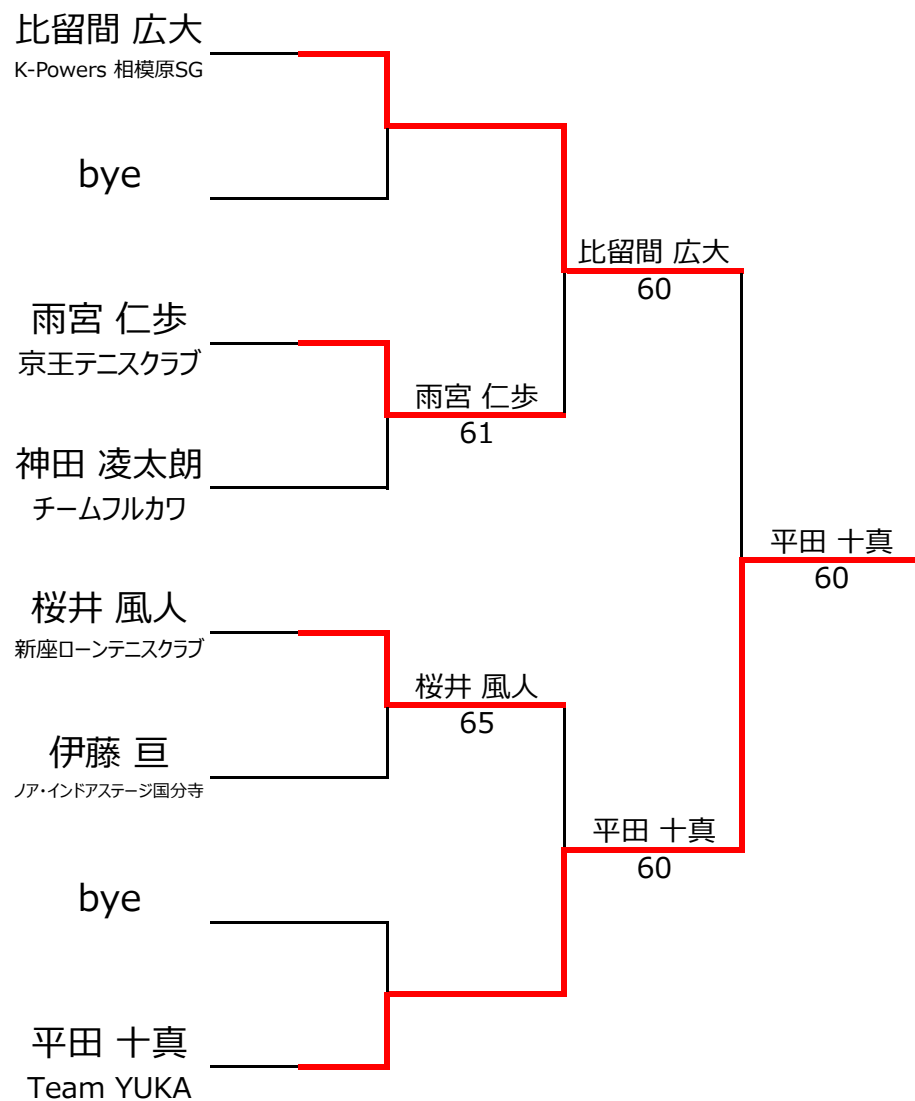 比留間 広大
K-Powers 相模原SG
bye
比留間 広大
60
雨宮 仁歩
京王テニスクラブ
雨宮 仁歩
61
神田 凌太朗
チームフルカワ
平田 十真
60
桜井 風人
新座ローンテニスクラブ
桜井 風人
65
伊藤 亘
ノア・インドアステージ国分寺
平田 十真
60
bye
平田 十真
Team YUKA